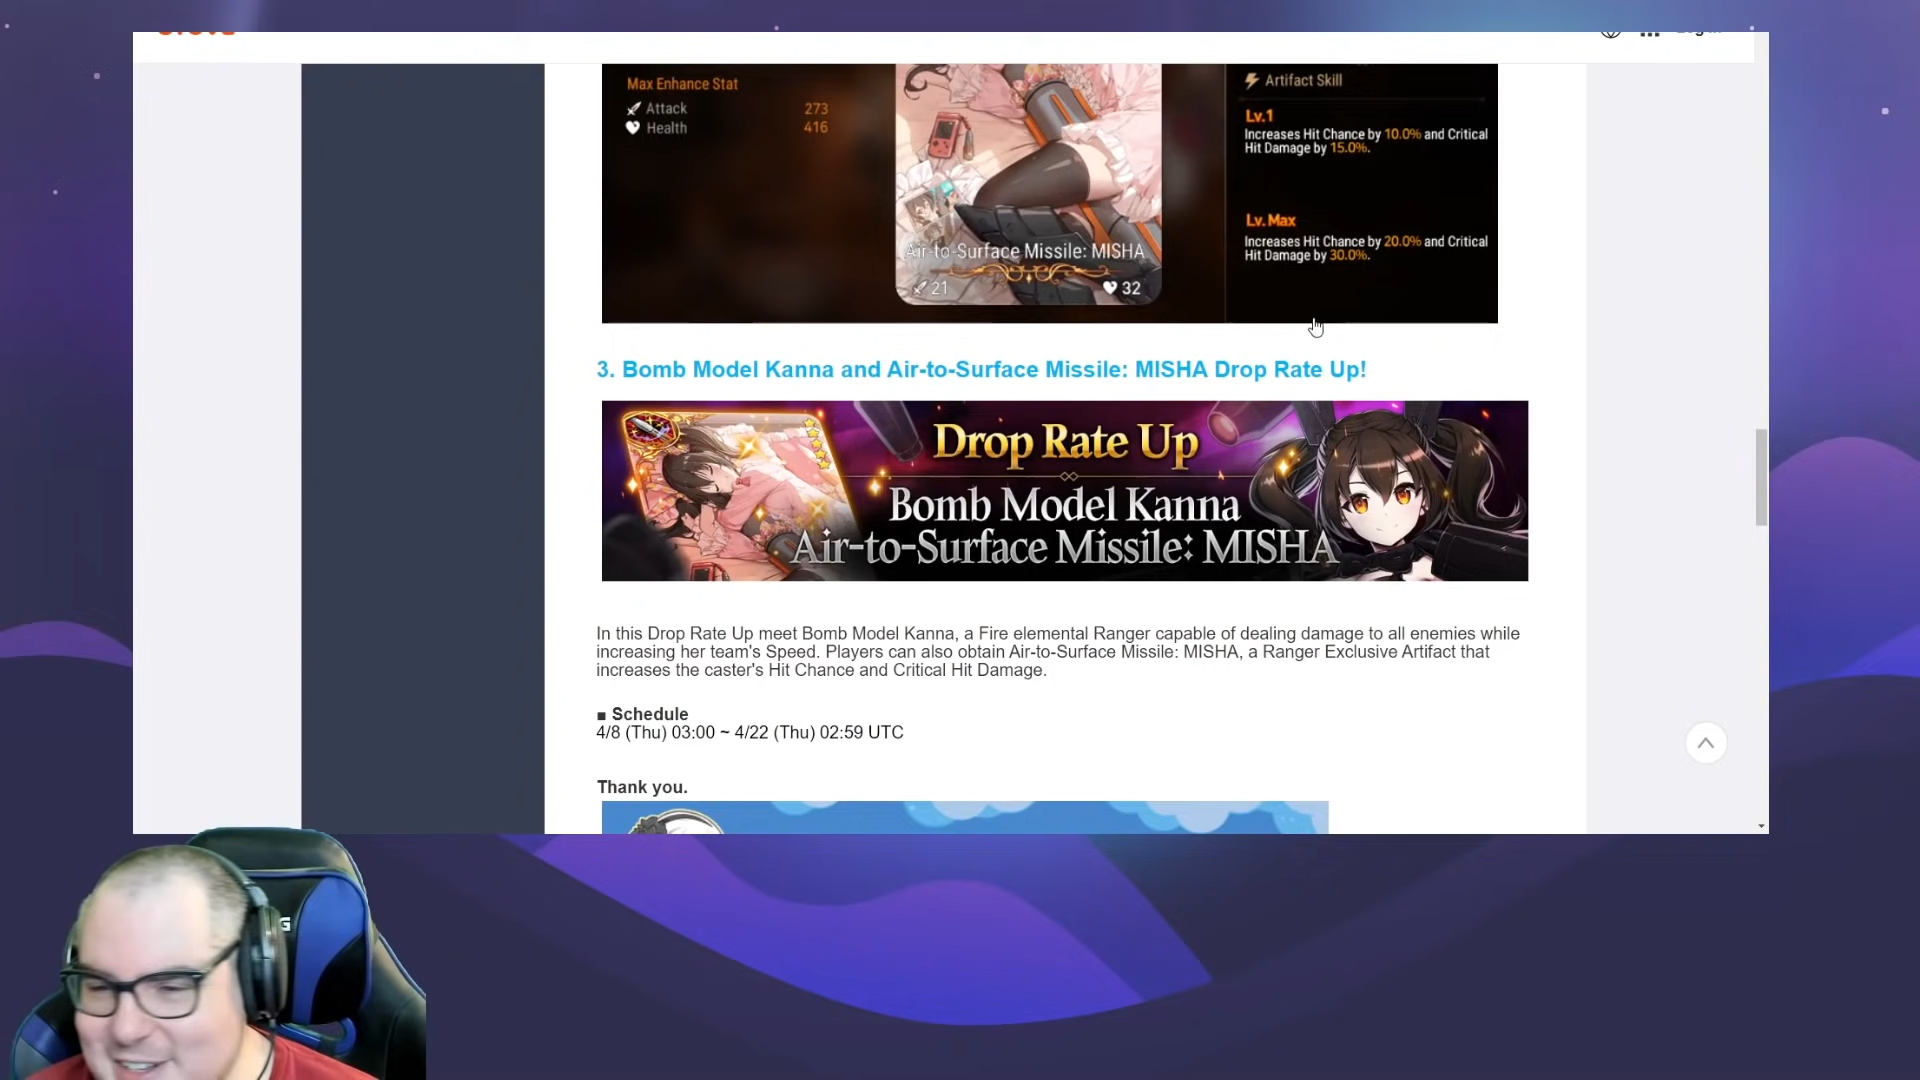 Max Enhance Stat
Attack 273
Health 416
Artifact Skill
Lv.1
Increases Hit Chance by 10.0% and Critical
Hit Damage by 15.0%.
Lv.Max
Increases Hit Chance by 20.0% and Critical
Hit Damage by 30.0%.
Air-to-Surface Missile: MISHA
21 32
3. Bomb Model Kanna and Air-to-Surface Missile: MISHA Drop Rate Up!
Drop Rate Up
Bomb Model Kanna
Air-to-Surface Missile: MISHA
In this Drop Rate Up meet Bomb Model Kanna, a Fire elemental Ranger capable of dealing damage to all enemies while
increasing her team's Speed. Players can also obtain Air-to-Surface Missile: MISHA, a Ranger Exclusive Artifact that
increases the caster's Hit Chance and Critical Hit Damage.
■ Schedule
4/8 (Thu) 03:00 ~ 4/22 (Thu) 02:59 UTC
Thank you.
G